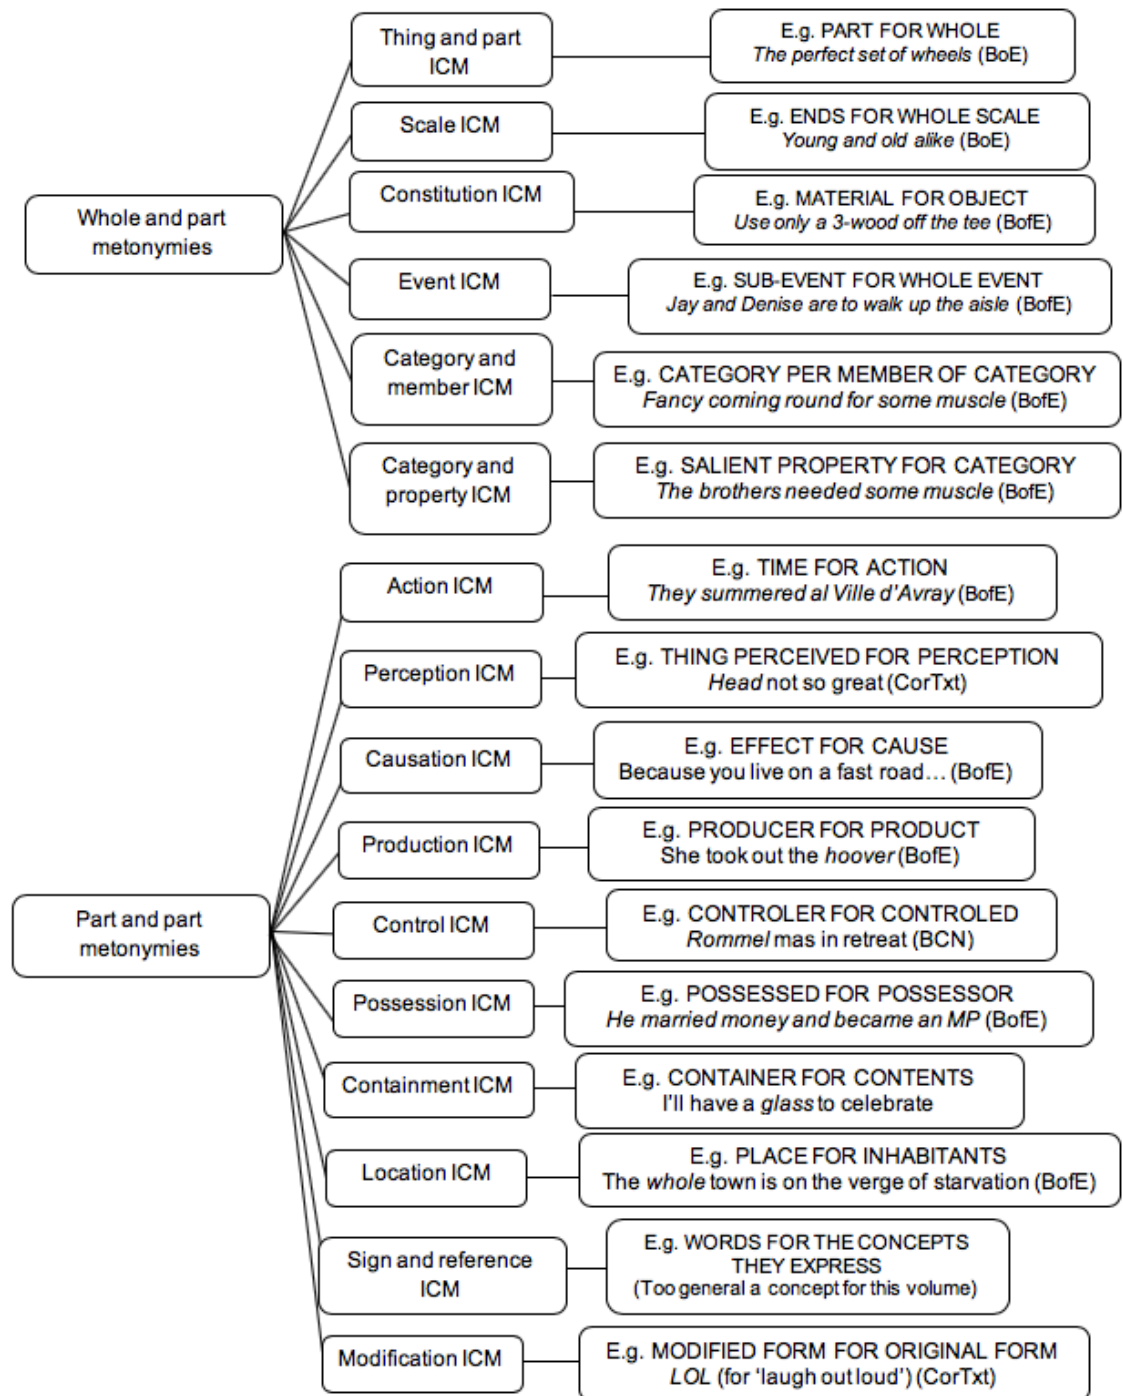 Thing and part
ICM
E.g. PART FOR WHOLE
The perfect set of wheels (BoE)
Scale ICM
E.g. ENDS FOR WHOLE SCALE
Young and old alike (BoE)
Whole and part
metonymies
Constitution ICM
E.g. MATERIAL FOR OBJECT
Use only a 3-wood off the tee (BofE)
Event ICM
E.g. SUB-EVENT FOR WHOLE EVENT
Jay and Denise are to walk up the aisle (BofE)
Category and
member ICM
E.g. CATEGORY PER MEMBER OF CATEGORY
Fancy coming round for some muscle (BofE)
Category and
property ICM
E.g. SALIENT PROPERTY FOR CATEGORY
The brothers needed some muscle (BofE)
Action ICM
E.g. TIME FOR ACTION
They summered al Ville d'Avray (BofE)
Perception ICM
E.g. THING PERCEIVED FOR PERCEPTION
Head not so great (CorTxt)
Causation ICM
E.g. EFFECT FOR CAUSE
Because you live on a fast road… (BofE)
Production ICM
E.g. PRODUCER FOR PRODUCT
She took out the hoover (BofE)
Part and part
metonymies
Control ICM
E.g. CONTROLER FOR CONTROLED
Rommel mas in retreat (BCN)
Possession ICM
E.g. POSSESSED FOR POSSESSOR
He married money and became an MP (BofE)
Containment ICM
E.g. CONTAINER FOR CONTENTS
I'll have a glass to celebrate
Location ICM
E.g. PLACE FOR INHABITANTS
The whole town is on the verge of starvation (BofE)
Sign and reference
ICM
E.g. WORDS FOR THE CONCEPTS
THEY EXPRESS
(Too general a concept for this volume)
Modification ICM
E.g. MODIFIED FORM FOR ORIGINAL FORM
LOL (for 'laugh out loud') (CorTxt)